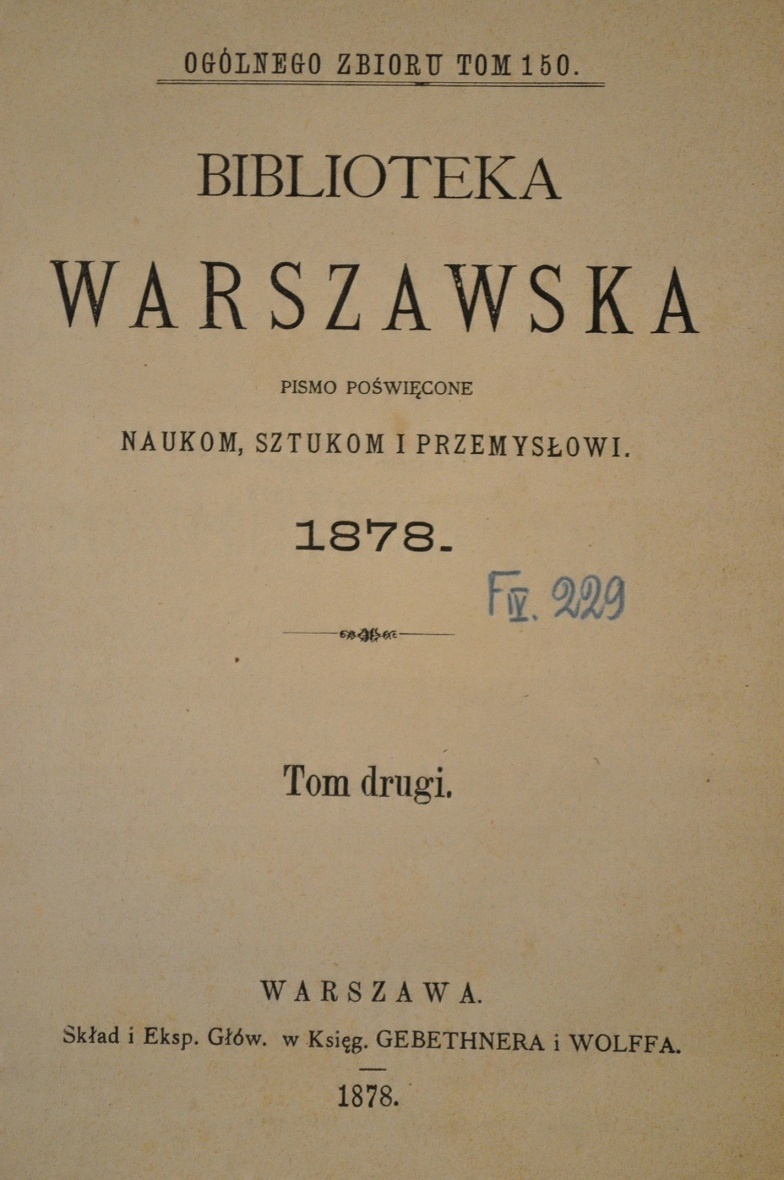 OGÓLNEGO ZBIORU TOM 150.
BIBLIOTEKA
WARSZAWSKA
PISMO POŚWIĘCONE
NAUKOM, SZTUKOM I PRZEMYSŁOWI.
1878.
F IV. 229
Tom drugi.
WARSZAWA.
Skład i Eksp. Głów. w Księg. GEBETHNERA i WOLFFA.
1878.